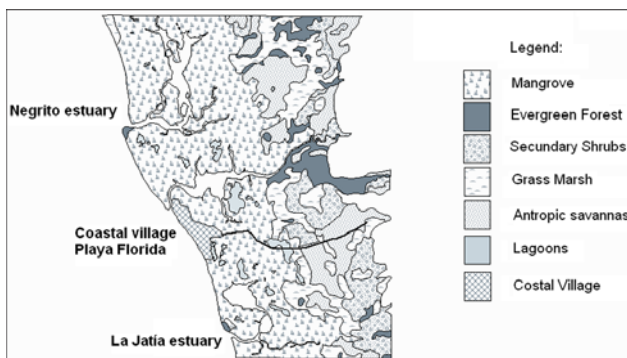 Legend:
Mangrove
Evergreen Forest
Secundary Shrubs
Grass Marsh
Antropic savannas
Lagoons
Costal Village
Negrito estuary
Coastal village
Playa Florida
La Jatía estuary